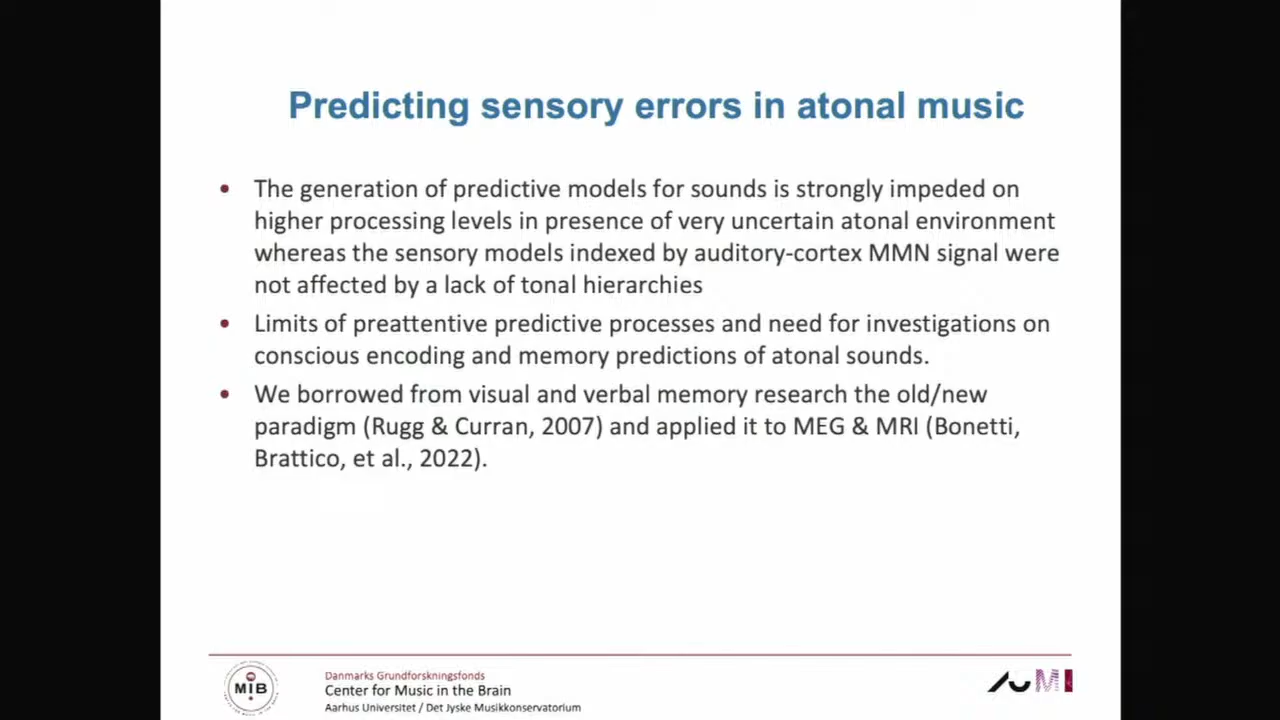 Predicting sensory errors in atonal music
• The generation of predictive models for sounds is strongly impeded on
higher processing levels in presence of very uncertain atonal environment
whereas the sensory models indexed by auditory-cortex MMN signal were
not affected by a lack of tonal hierarchies
• Limits of preattentive predictive processes and need for investigations on
conscious encoding and memory predictions of atonal sounds.
• We borrowed from visual and verbal memory research the old/new
paradigm (Rugg & Curran, 2007) and applied it to MEG & MRI (Bonetti,
Brattico, et al., 2022).
MIB
Danmarks Grundforskningsfonds
Center for Music in the Brain
Aarhus Universitet / Det Jyske Musikkonservatorium